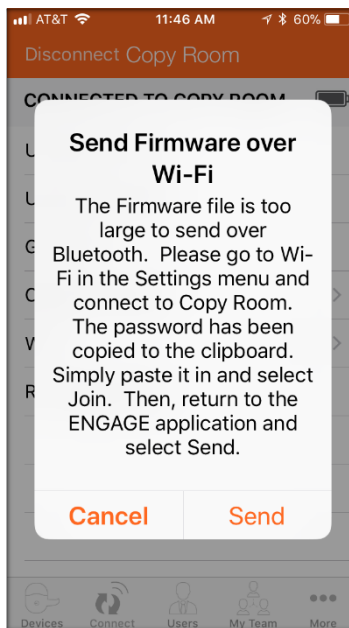 AT&T 11:46 AM 60%
Disconnect Copy Room
CONNECTED TO COPY ROOM
Send Firmware over
Wi-Fi
The Firmware file is too
large to send over
Bluetooth. Please go to Wi-
Fi in the Settings menu and
connect to Copy Room.
The password has been
copied to the clipboard.
Simply paste it in and select
Join. Then, return to the
ENGAGE application and
select Send.
Cancel Send
Devices Connect Users My Team More